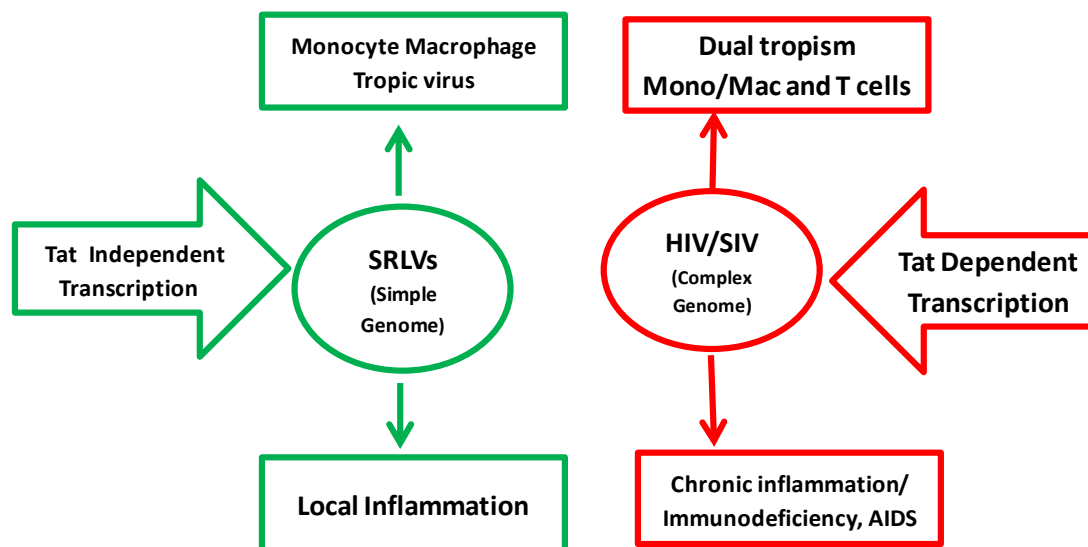 Monocyte Macrophage
Tropic virus
Dual tropism
Mono/Mac and T cells
Tat Independent
Transcription
SRLVs
(Simple
Genome)
HIV/SIV
(Complex
Genome)
Tat Dependent
Transcription
Local Inflammation
Chronic inflammation/
Immunodeficiency, AIDS